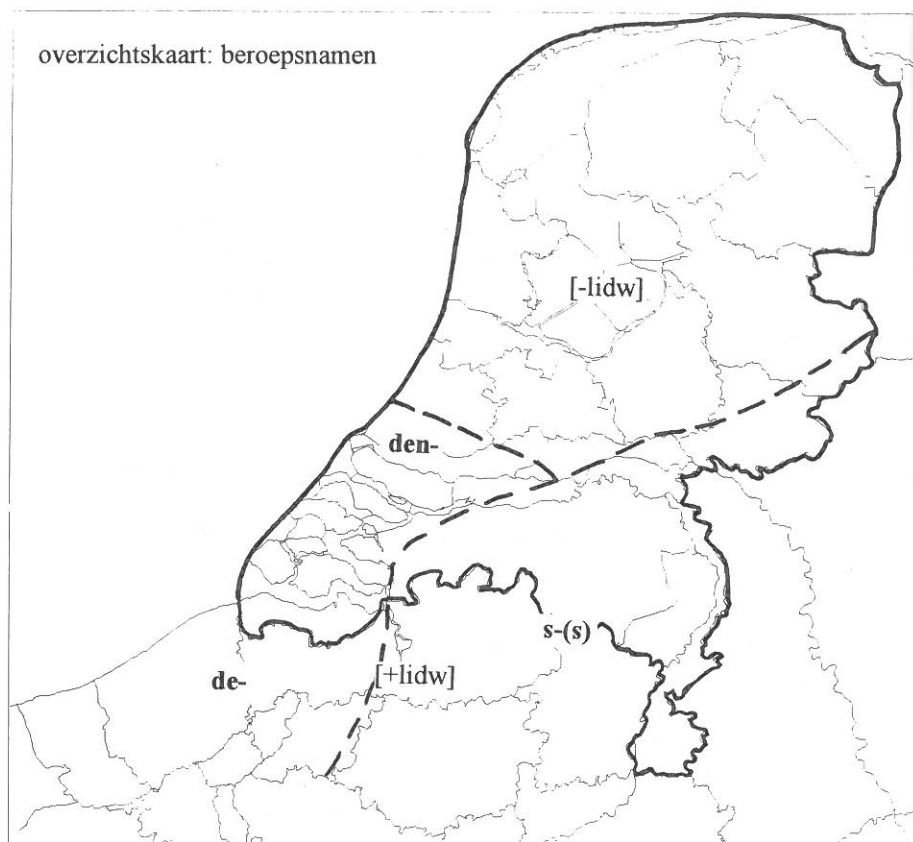 overzichtskaart: beroepsnamen
[-lidw]
den-
s-(s)
de-
[+lidw]